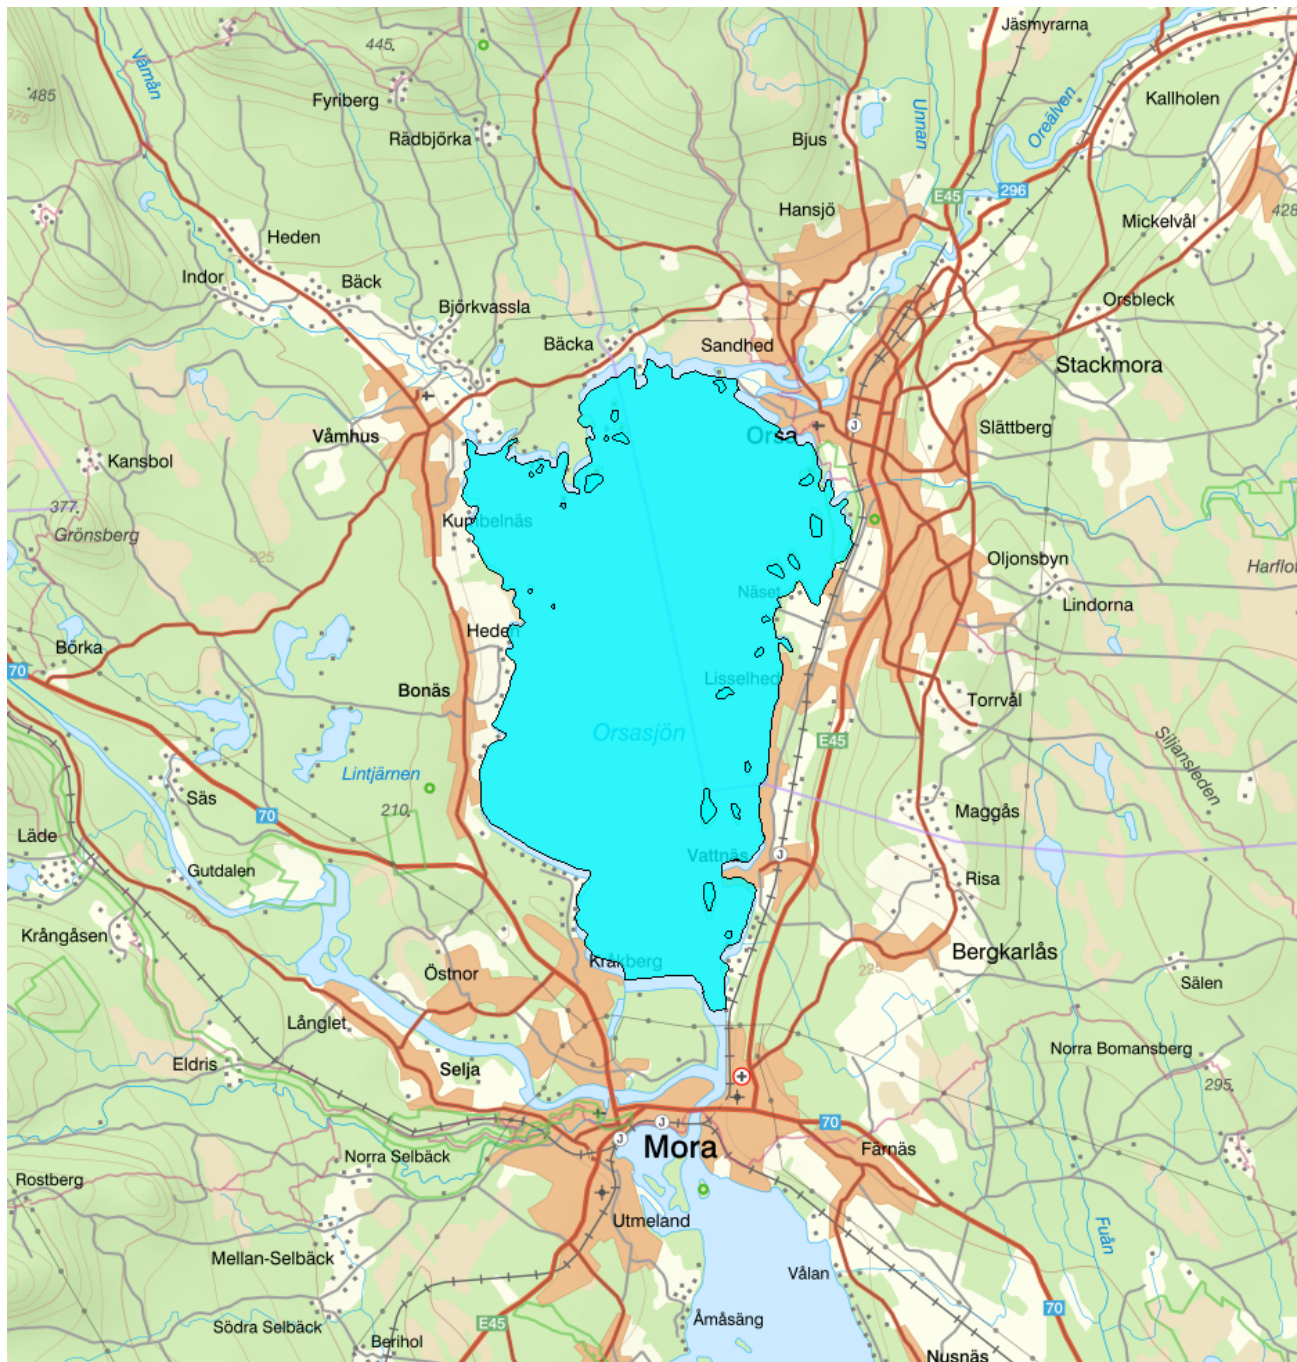 Jäsmyrarna
445.
Våmån
485
375
Fyriberg
Unnan
Oreälven
Kallholen
Rädbjörka
Bjus
E45
296
Hansjö
Mickelvål
428
Heden
Indor
Bäck
Björkvassla
Orsbleck
Bäcka
Sandhed
Stackmora
Våmhus
Orsa
J
Slättberg
Kansbol
377.
Grönsberg
Kumbelnäs
225
Oljonsbyn
Harflot
Näset
Lindorna
Heden
Börka
70
Bonäs
Lisselhed
Torrvål
Orsasjön
E45
Siljansleden
Lintjärnen
Säs
210.
70
Maggås
Läde
Vattnäs
J
Gutdalen
Risa
Krångåsen
Bergkarlås
Kråkberg
Östnor
225
Sälen
Långlet
Norra Bomansberg
Eldris
Selja
295.
70
J
J
Mora
Färnäs
Norra Selbäck
Rostberg
Utmeland
Fuån
Mellan-Selbäck
Vålan
70
Södra Selbäck
E45
Åmåsäng
Berihol
Nusnäs